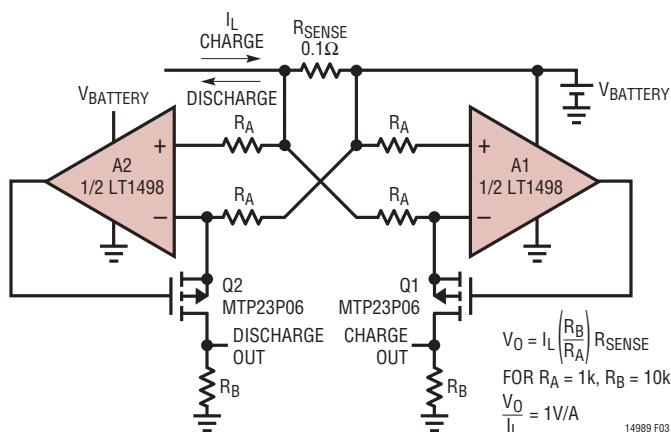 I_L
CHARGE
R_SENSE
0.1Ω
DISCHARGE
V_BATTERY
V_BATTERY
R_A
R_A
+
+
A2
1/2 LT1498
A1
1/2 LT1498
R_A
R_A
−
−
Q2
MTP23P06
Q1
MTP23P06
DISCHARGE
OUT
CHARGE
OUT
R_B
R_B
V_O = I_L (R_B/R_A) R_SENSE
FOR R_A = 1k, R_B = 10k
V_O/I_L = 1V/A
14989 F03